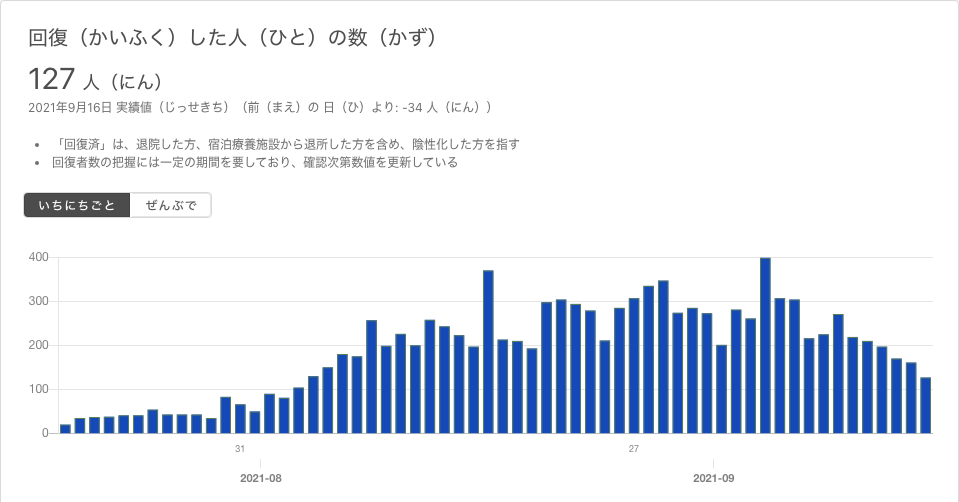 回復（かいふく）した人（ひと）の数（かず）
127 人（にん）
2021年9月16日 実績値（じっせきち）（前（まえ）の 日（ひ）より: -34 人（にん））
• 「回復済」は、退院した方、宿泊療養施設から退所した方を含め、陰性化した方を指す
• 回復者数の把握には一定の期間を要しており、確認次第数値を更新している
いちにちごと ぜんぶで
400
300
200
100
0
31 27
2021-08 2021-09